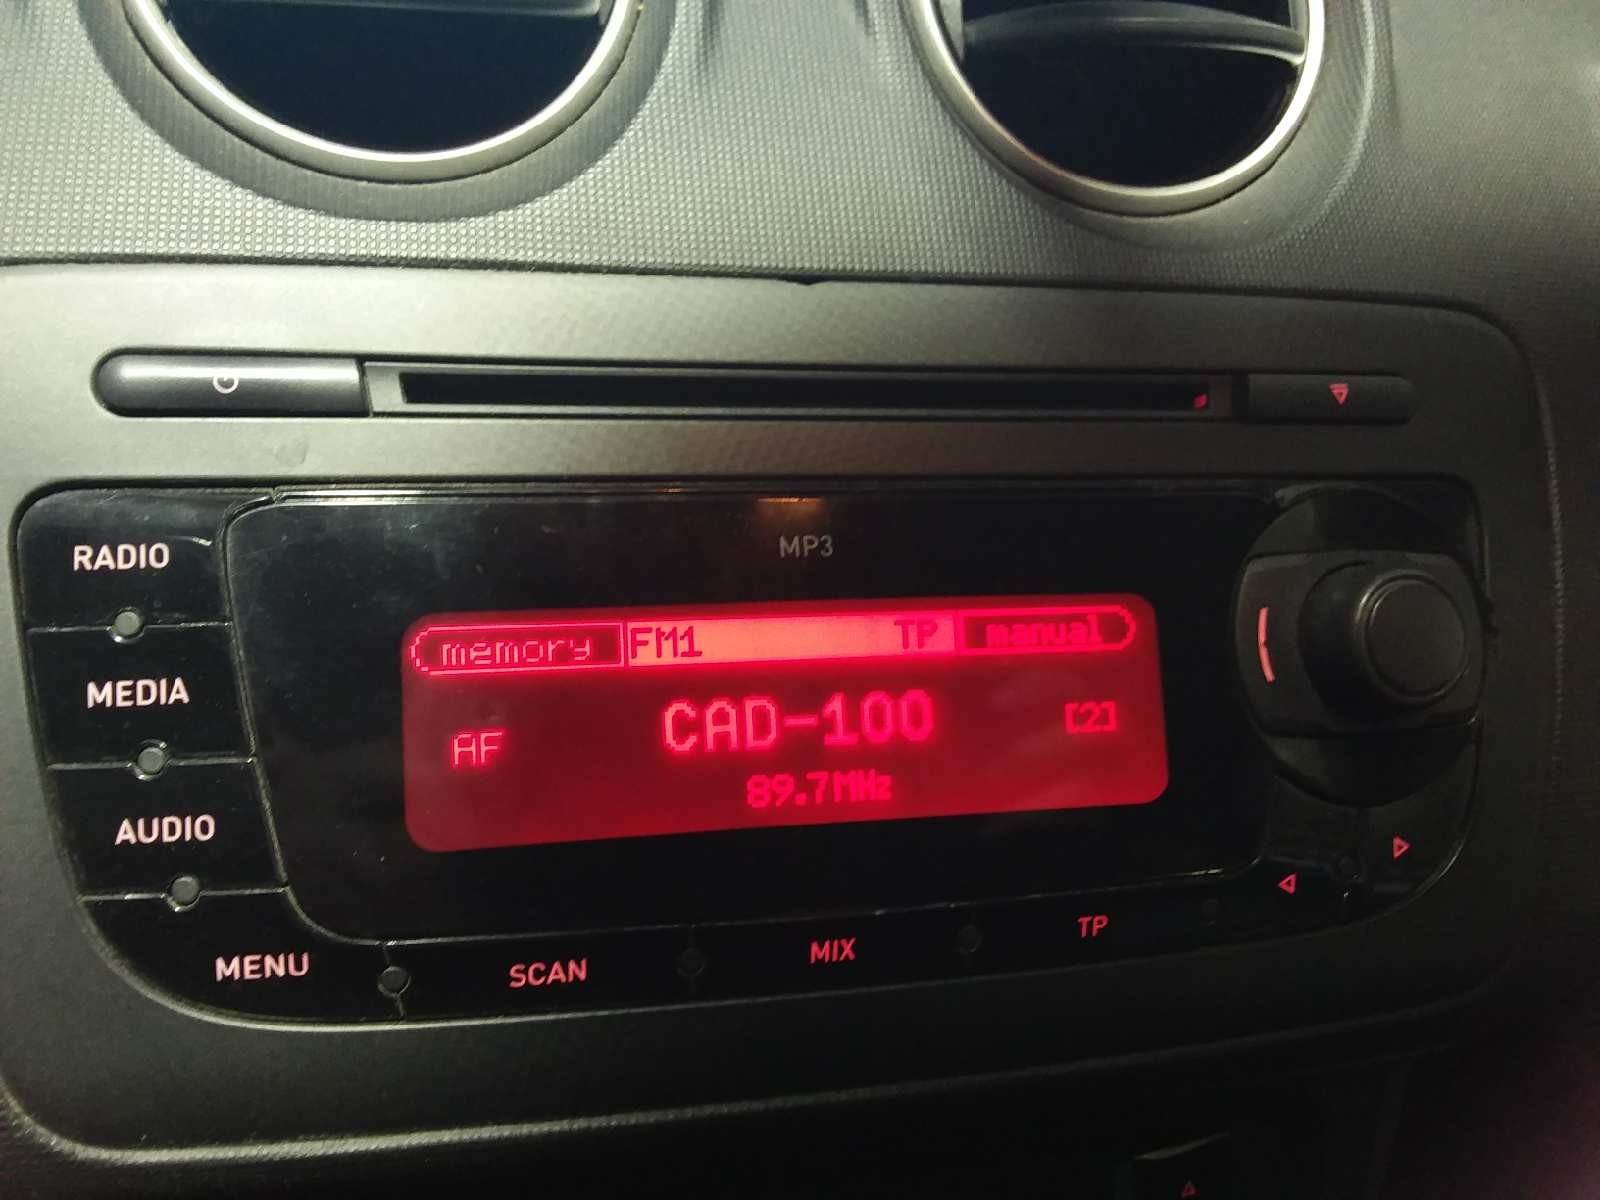 RADIO
MP3
memory FM1 TP manual
MEDIA
AF CAD-100 [2]
89.7MHz
AUDIO
MENU SCAN MIX TP